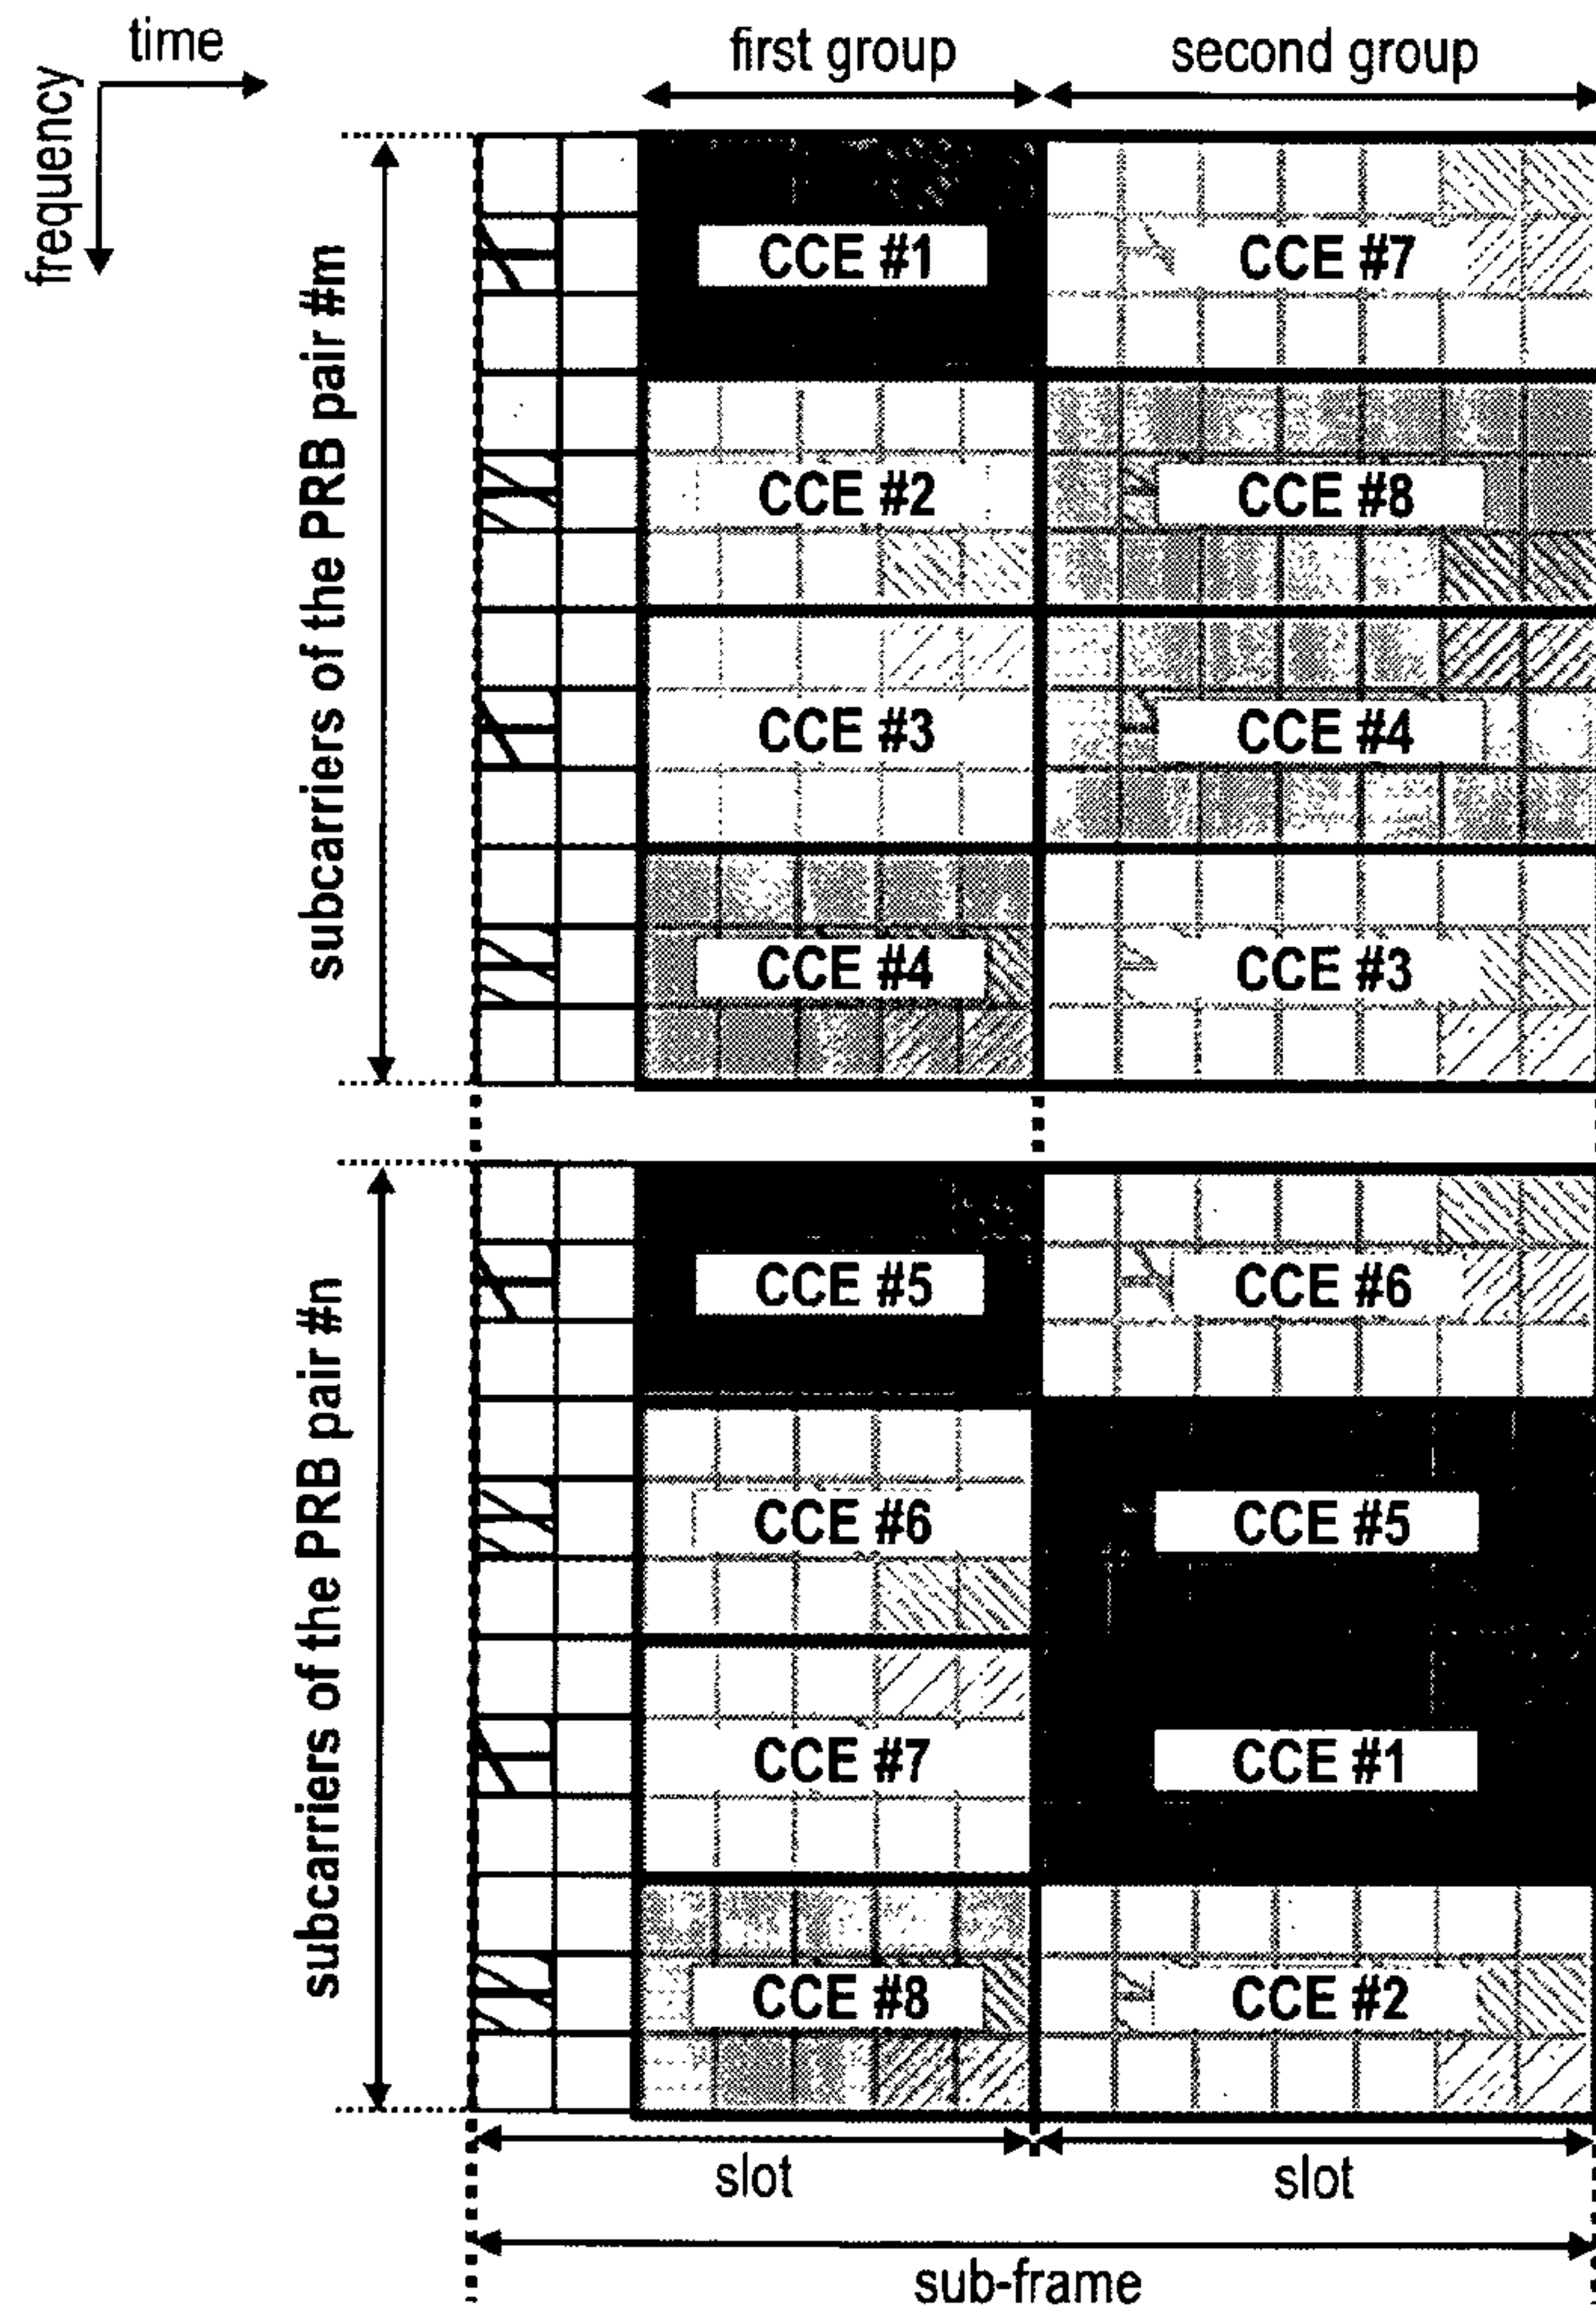 time
first group
second group
frequency
subcarriers of the PRB pair #m
CCE #1
CCE #7
CCE #2
CCE #8
CCE #3
CCE #4
CCE #4
CCE #3
subcarriers of the PRB pair #n
CCE #5
CCE #6
CCE #6
CCE #5
CCE #7
CCE #1
CCE #8
CCE #2
slot
slot
sub-frame